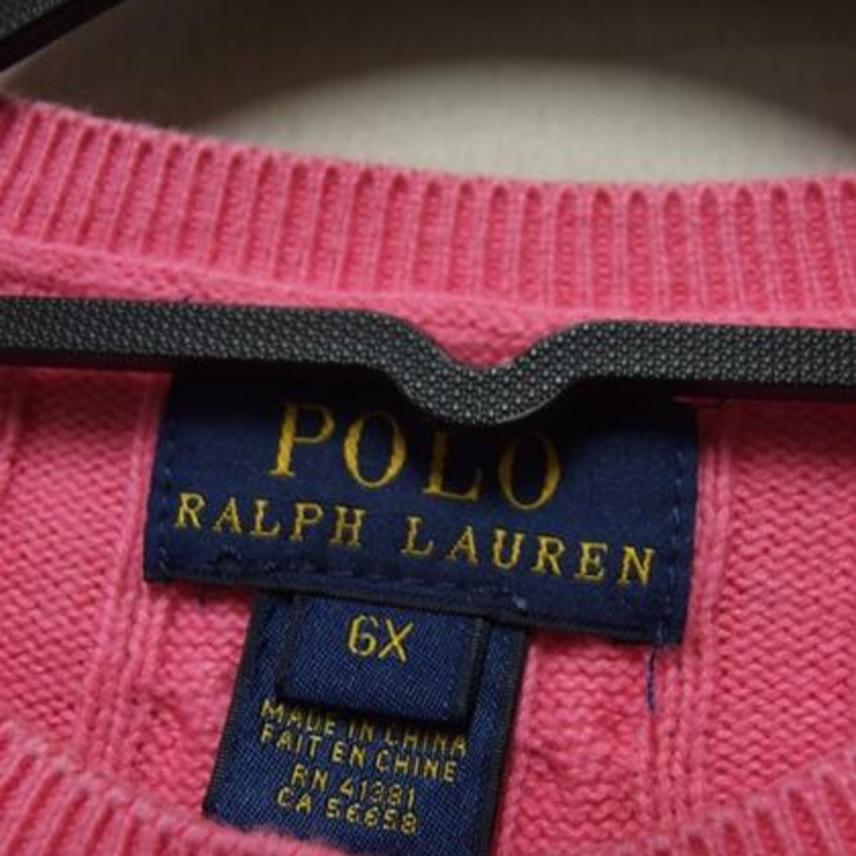 POLO
RALPH LAUREN
6X
MADE IN CHINA
FAIT EN CHINE
RN 41381
CA 56658